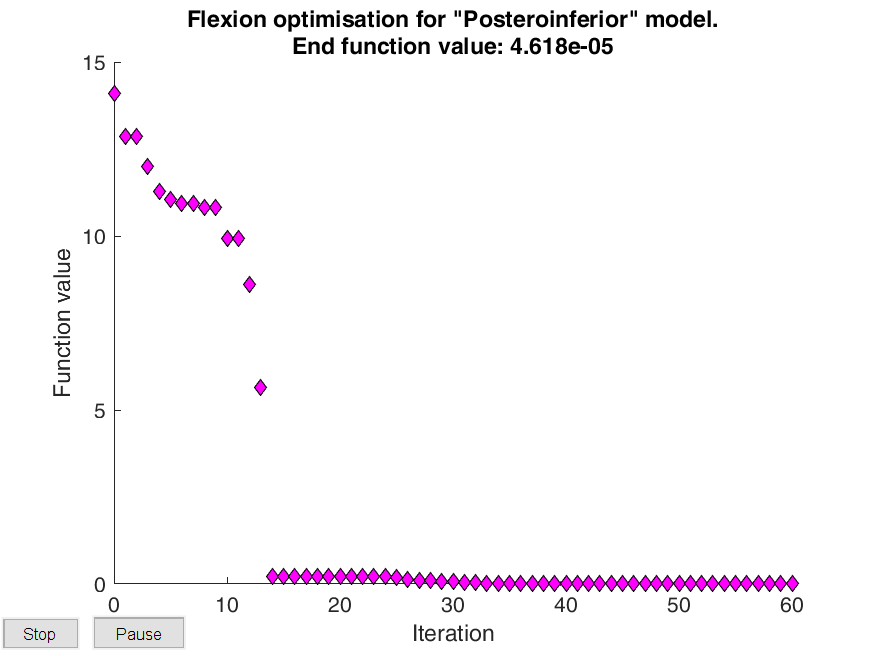 Flexion optimisation for "Posteroinferior" model.
End function value: 4.618e-05
15
10
5
0
Function value
0 10 20 30 40 50 60
Iteration
Stop Pause